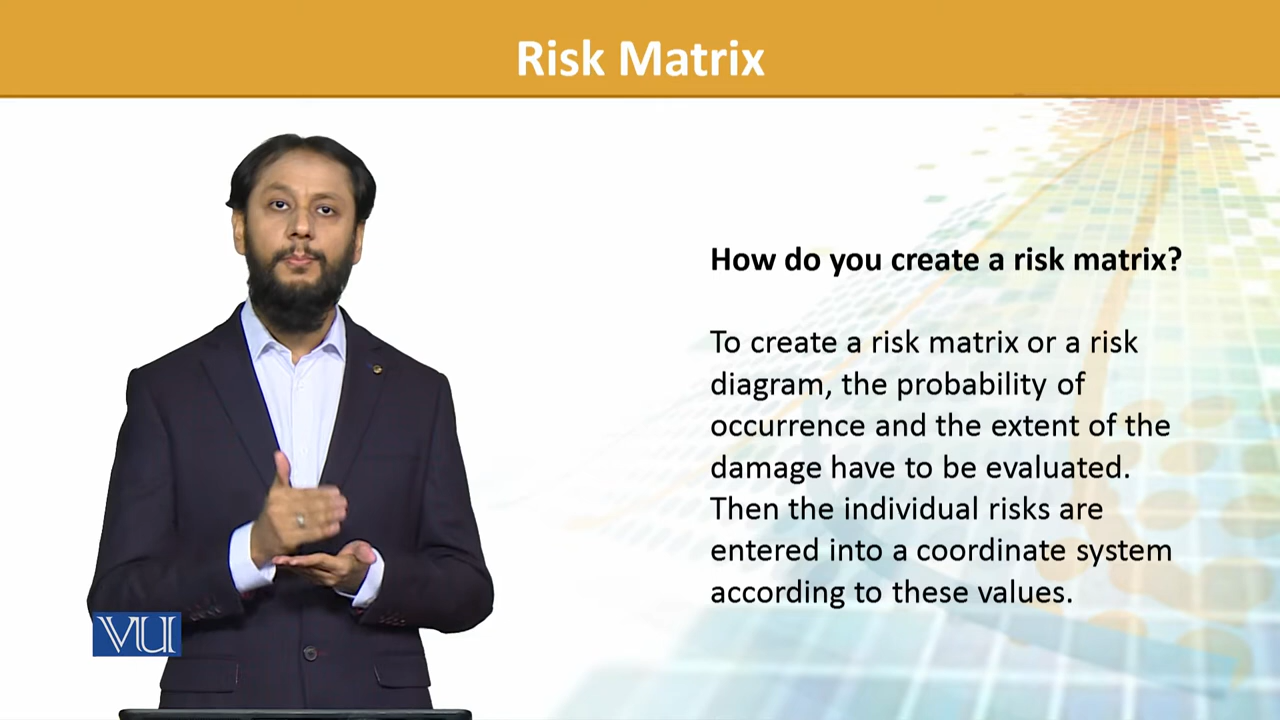 Risk Matrix
How do you create a risk matrix?
To create a risk matrix or a risk
diagram, the probability of
occurrence and the extent of the
damage have to be evaluated.
Then the individual risks are
entered into a coordinate system
according to these values.
VU